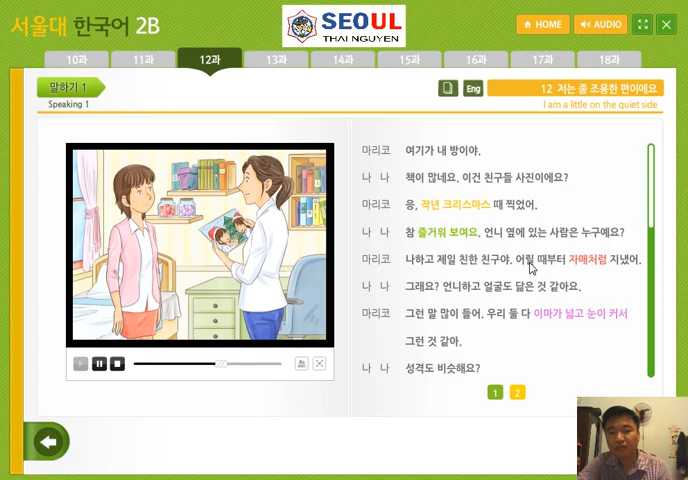 서울대 한국어 2B
SEOUL
THAI NGUYEN
HOME
AUDIO
10과 11과 12과 13과 14과 15과 16과 17과 18과
말하기 1
Speaking 1
Eng
12 저는 좀 조용한 편이에요
I am a little on the quiet side
마리코 여기가 내 방이야.
나 나 책이 많네요. 이건 친구들 사진이에요?
마리코 응, 작년 크리스마스 때 찍었어.
나 나 참 즐거워 보여요. 언니 옆에 있는 사람은 누구예요?
마리코 나하고 제일 친한 친구야. 어릴 때부터 자매처럼 지냈어.
나 나 그래요? 언니하고 얼굴도 닮은 것 같아요.
마리코 그런 말 많이 들어. 우리 둘 다 이마가 넓고 눈이 커서
그런 것 같아.
나 나 성격도 비슷해요?
1 2